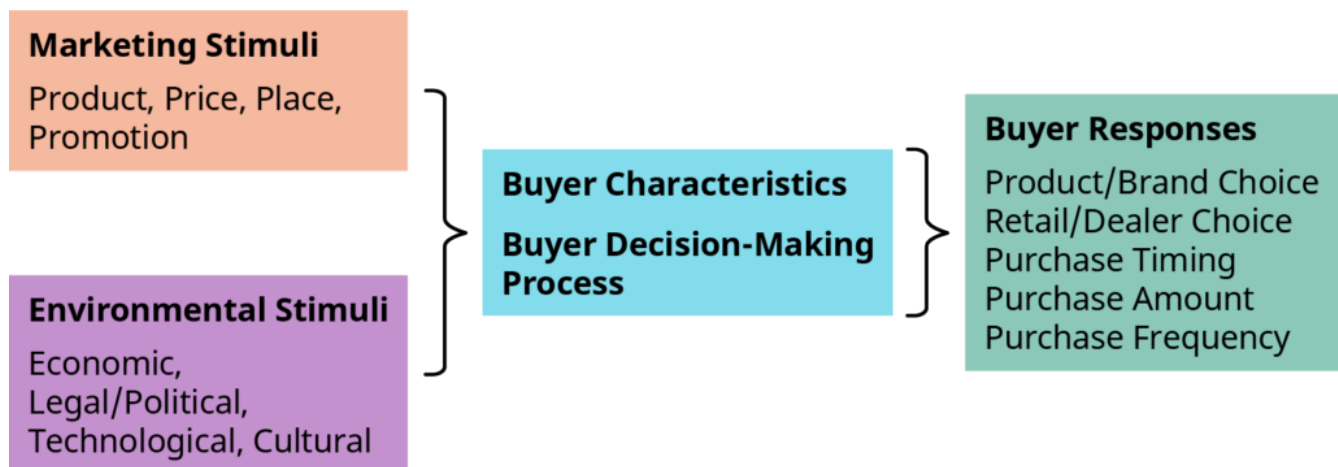 Marketing Stimuli
Product, Price, Place,
Promotion
Environmental Stimuli
Economic,
Legal/Political,
Technological, Cultural
Buyer Characteristics
Buyer Decision-Making
Process
Buyer Responses
Product/Brand Choice
Retail/Dealer Choice
Purchase Timing
Purchase Amount
Purchase Frequency